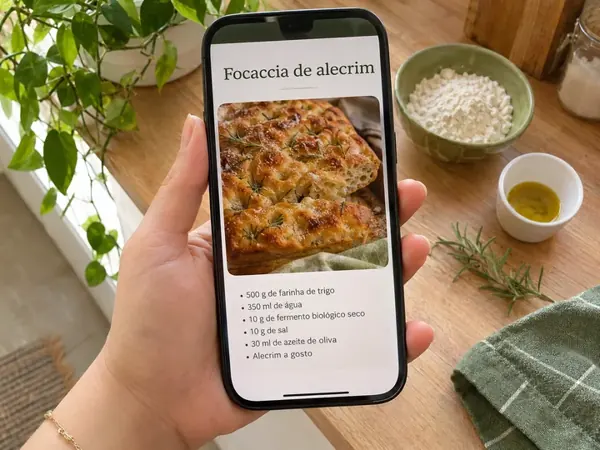 Focaccia de alecrim
• 500 g de farinha de trigo
• 350 ml de água
• 10 g de fermento biológico seco
• 10 g de sal
• 30 ml de azeite de oliva
• Alecrim a gosto